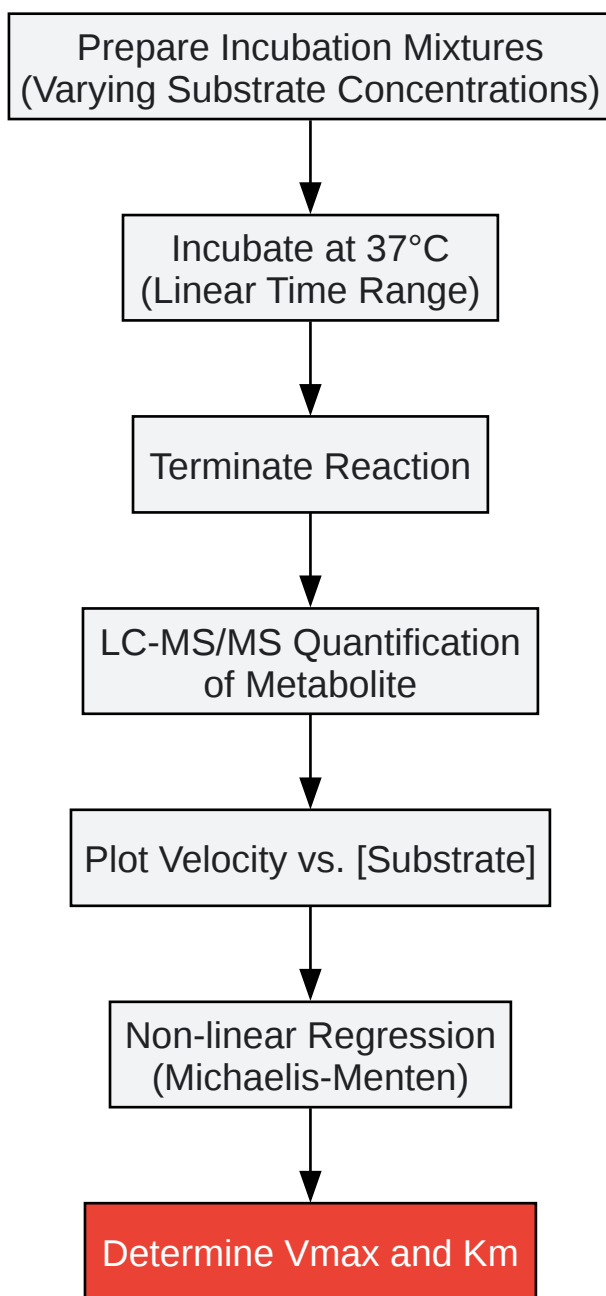 Prepare Incubation Mixtures
(Varying Substrate Concentrations)
Incubate at 37°C
(Linear Time Range)
Terminate Reaction
LC-MS/MS Quantification
of Metabolite
Plot Velocity vs. [Substrate]
Non-linear Regression
(Michaelis-Menten)
Determine Vmax and Km